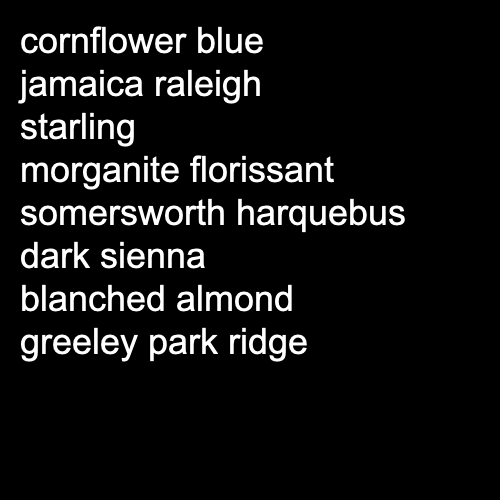 cornflower blue
jamaica raleigh
starling
morganite florissant
somersworth harquebus
dark sienna
blanched almond
greeley park ridge